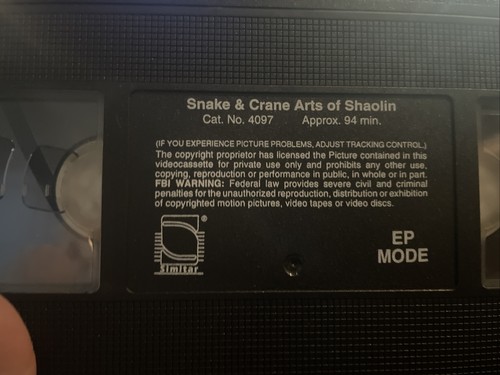 Snake & Crane Arts of Shaolin
Cat. No. 4097 Approx. 94 min.
(IF YOU EXPERIENCE PICTURE PROBLEMS, ADJUST TRACKING CONTROL.)
The copyright proprietor has licensed the Picture contained in this
videocassette for private use only and prohibits any other use,
copying, reproduction or performance in public, in whole or in part.
FBI WARNING: Federal law provides severe civil and criminal
penalties for the unauthorized reproduction, distribution or exhibition
of copyrighted motion pictures, video tapes or video discs.
®
Simitar
EP
MODE